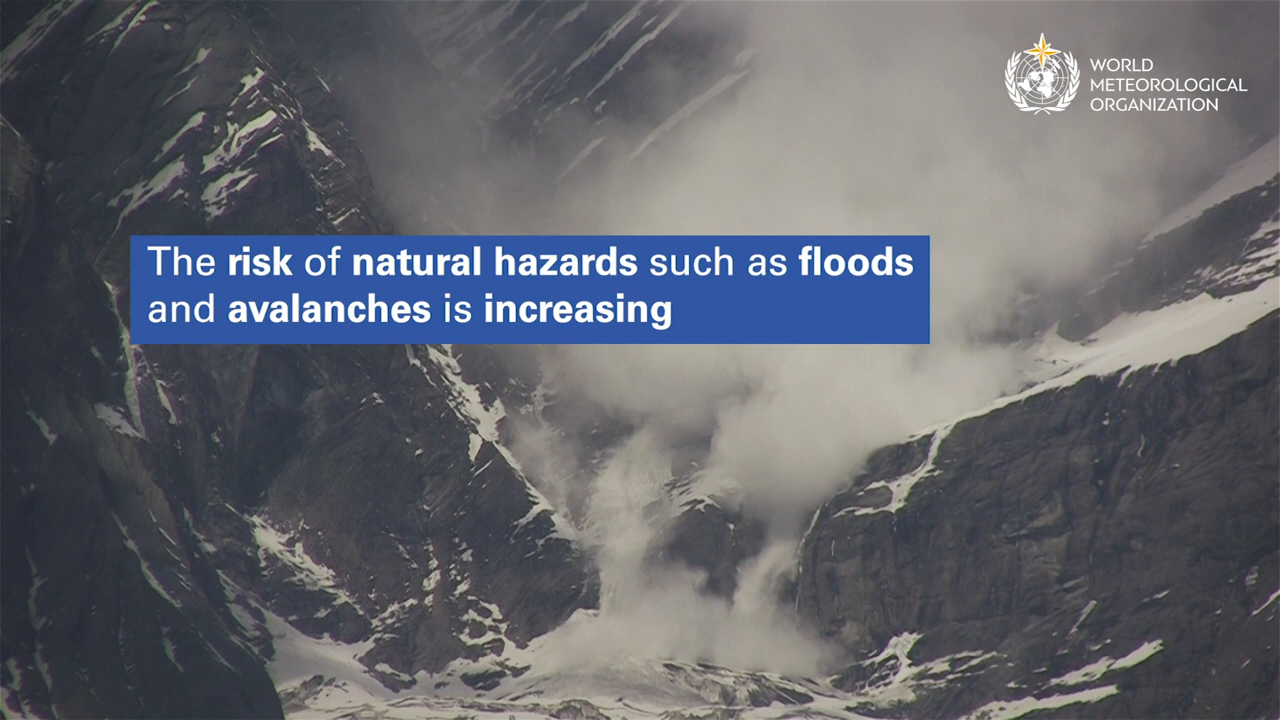 WORLD
METEOROLOGICAL
ORGANIZATION
The risk of natural hazards such as floods
and avalanches is increasing